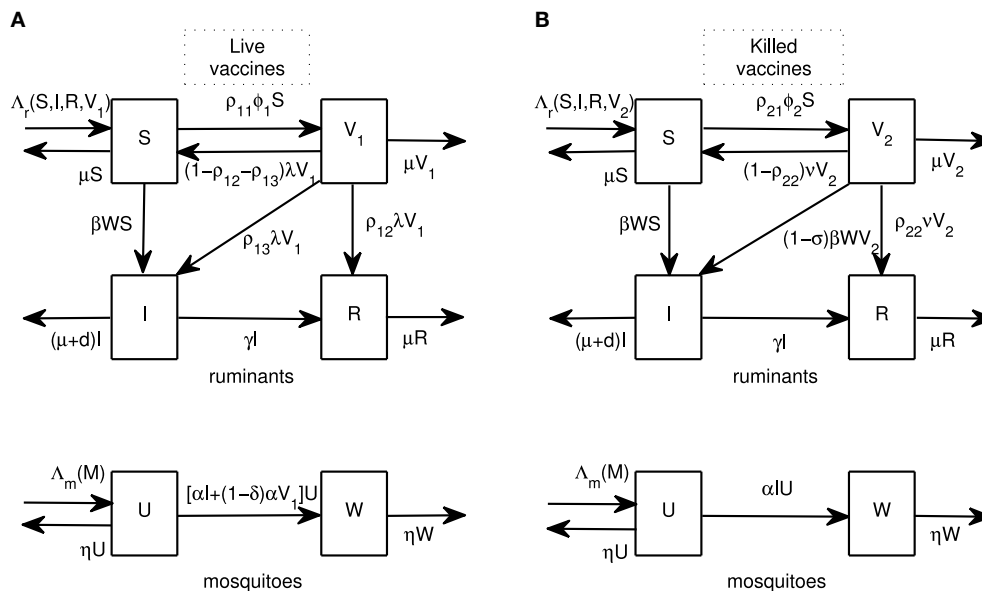 A
Live
vaccines
Λr(S,I,R,V1)
ρ11ϕ1S
S
V1
μS
(1-ρ12-ρ13)λV1
μV1
βWS
ρ13λV1
ρ12λV1
I
R
(μ+d)I
γI
μR
ruminants
Λm(M)
[αI+(1-δ)αV1]U
U
W
ηU
ηW
mosquitoes
B
Killed
vaccines
Λr(S,I,R,V2)
ρ21ϕ2S
S
V2
μS
(1-ρ22)νV2
μV2
βWS
(1-σ)βWV2
ρ22νV2
I
R
(μ+d)I
γI
μR
ruminants
Λm(M)
αIU
U
W
ηU
ηW
mosquitoes